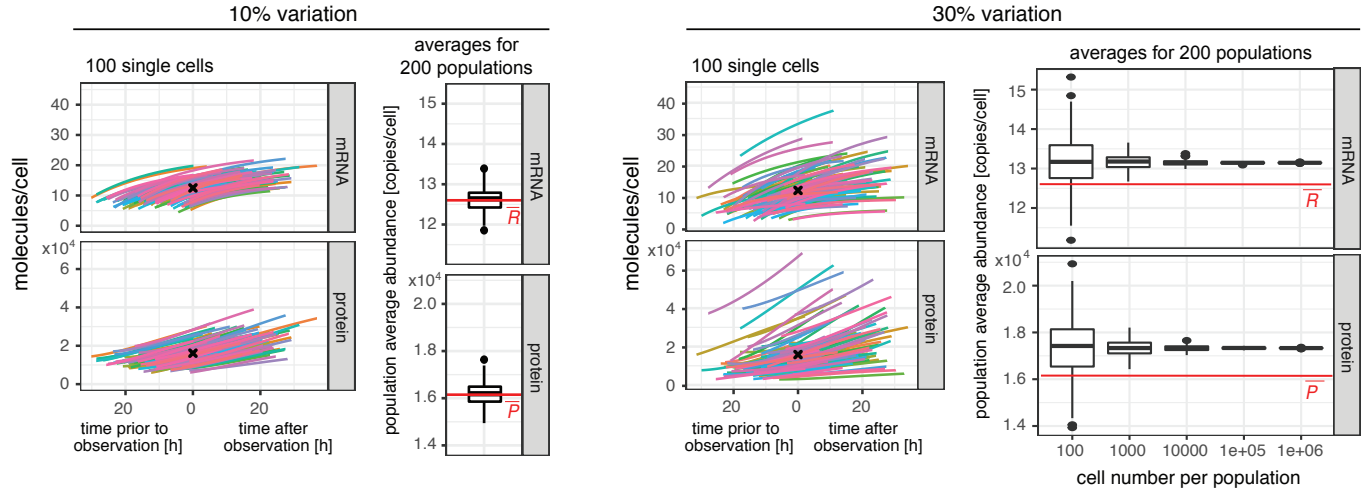 10% variation
100 single cells
averages for
200 populations
molecules/cell
40
30
20
10
0
mRNA
x10⁴
molecules/cell
6
4
2
0
protein
20
0
20
time prior to
observation [h]
time after
observation [h]
population average abundance [copies/cell]
15
14
13
12
R̅
mRNA
x10⁴
2.0
1.8
1.6
1.4
P̅
protein
30% variation
100 single cells
averages for 200 populations
molecules/cell
40
30
20
10
0
mRNA
x10⁴
6
4
2
0
protein
20
0
20
time prior to
observation [h]
time after
observation [h]
population average abundance [copies/cell]
15
14
13
12
R̅
mRNA
x10⁴
2.0
1.8
1.6
1.4
P̅
protein
100
1000
10000
1e+05
1e+06
cell number per population